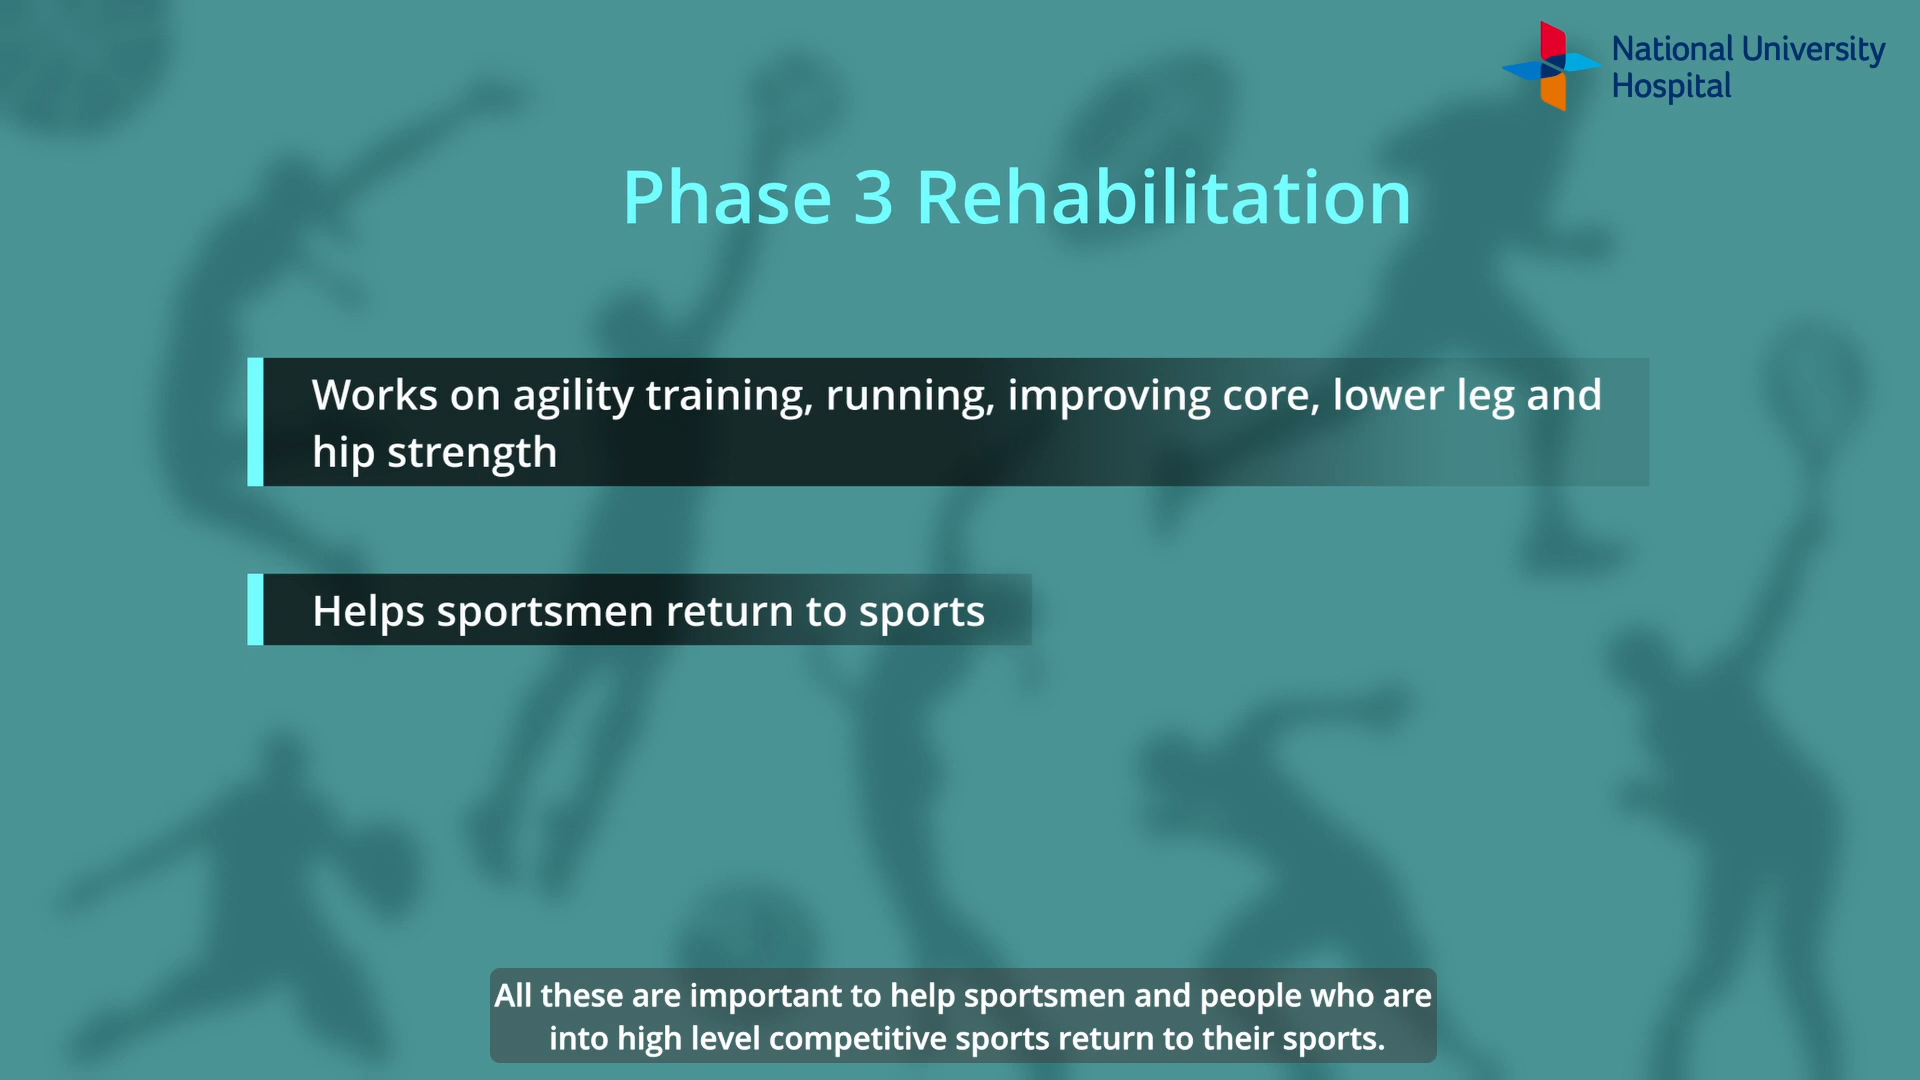 National University
Hospital
Phase 3 Rehabilitation
Works on agility training, running, improving core, lower leg and
hip strength
Helps sportsmen return to sports
All these are important to help sportsmen and people who are
into high level competitive sports return to their sports.